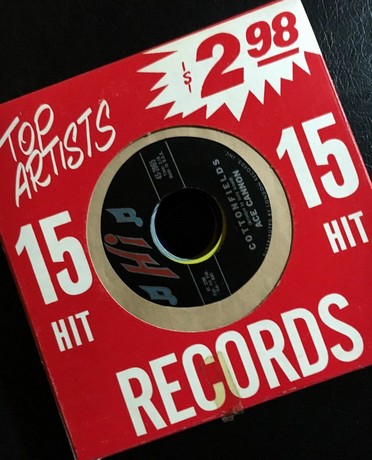 TOP
ARTISTS
$2 98
15
HIT
15
HIT
RECORDS
Hi
COTTONFIELDS
ACE CANNON